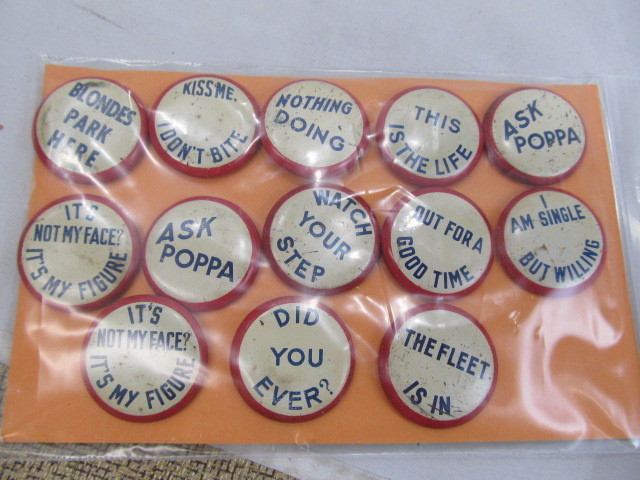 BLONDES
PARK
HERE
KISS ME.
I DON'T BITE
NOTHING
DOING
THIS
IS THE LIFE
ASK
POPPA
IT'S
NOT MY FACE?
IT'S MY FIGURE
ASK
POPPA
WATCH
YOUR
STEP
OUT FOR A
GOOD TIME
I
AM SINGLE
BUT WILLING
IT'S
NOT MY FACE?
IT'S MY FIGURE
DID
YOU
EVER?
THE FLEET
IS IN